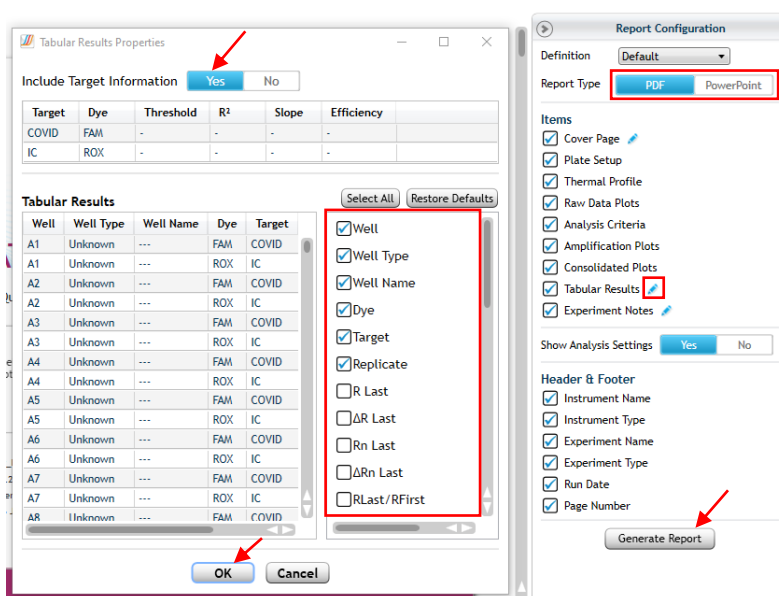 Tabular Results Properties
Include Target Information Yes No
Target Dye Threshold R² Slope Efficiency
COVID FAM - - - -
IC ROX - - - -
Tabular Results
Select All Restore Defaults
Well Well Type Well Name Dye Target
A1 Unknown --- FAM COVID
A1 Unknown --- ROX IC
A2 Unknown --- FAM COVID
A2 Unknown --- ROX IC
A3 Unknown --- FAM COVID
A3 Unknown --- ROX IC
A4 Unknown --- FAM COVID
A4 Unknown --- ROX IC
A5 Unknown --- FAM COVID
A5 Unknown --- ROX IC
A6 Unknown --- FAM COVID
A6 Unknown --- ROX IC
A7 Unknown --- FAM COVID
A7 Unknown --- ROX IC
A8 Unknown --- FAM COVID
Well
Well Type
Well Name
Dye
Target
Replicate
R Last
ΔR Last
Rn Last
ΔRn Last
RLast/RFirst
OK Cancel
Report Configuration
Definition Default
Report Type PDF PowerPoint
Items
Cover Page
Plate Setup
Thermal Profile
Raw Data Plots
Analysis Criteria
Amplification Plots
Consolidated Plots
Tabular Results
Experiment Notes
Show Analysis Settings Yes No
Header & Footer
Instrument Name
Instrument Type
Experiment Name
Experiment Type
Run Date
Page Number
Generate Report